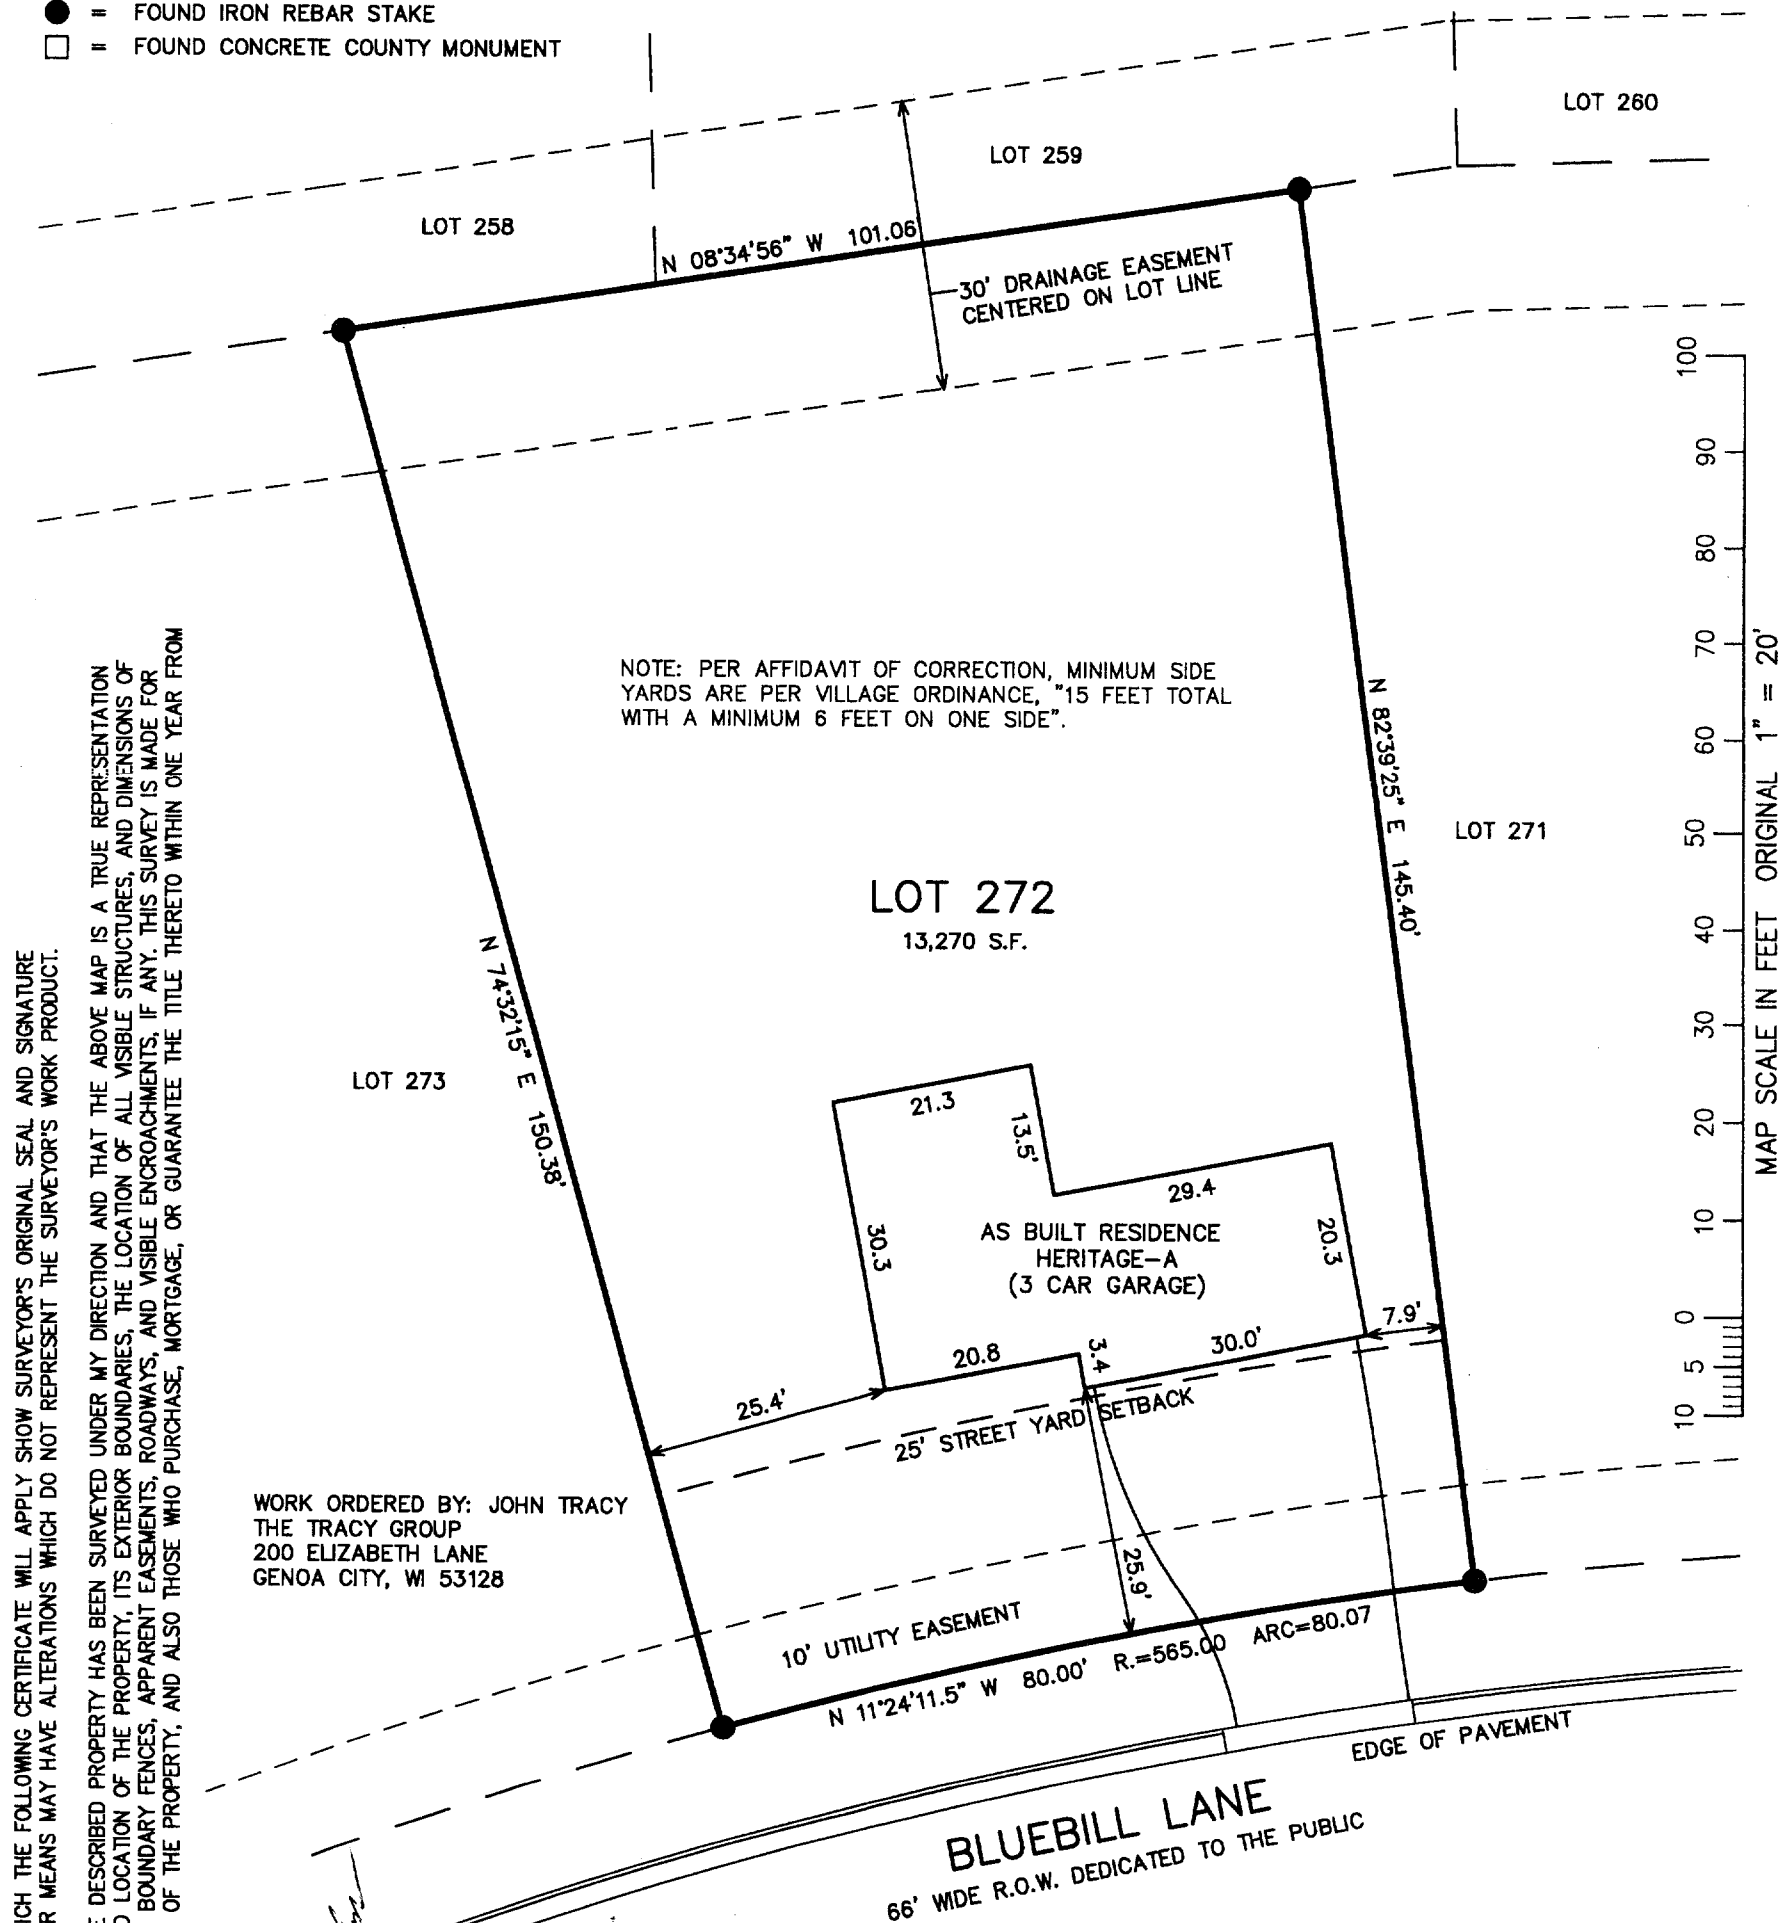 = FOUND IRON REBAR STAKE
= FOUND CONCRETE COUNTY MONUMENT
LOT 260
LOT 259
LOT 258
N 08°34'56" W 101.06
30' DRAINAGE EASEMENT
CENTERED ON LOT LINE
NOTE: PER AFFIDAVIT OF CORRECTION, MINIMUM SIDE
YARDS ARE PER VILLAGE ORDINANCE, "15 FEET TOTAL
WITH A MINIMUM 6 FEET ON ONE SIDE".
N 82°39'25" E 145.40'
LOT 271
LOT 272
13,270 S.F.
N 74°32'15" E 150.38'
LOT 273
21.3
13.5'
29.4
30.3
20.3
AS BUILT RESIDENCE
HERITAGE-A
(3 CAR GARAGE)
7.9'
20.8
3.4
30.0'
25.4'
25' STREET YARD SETBACK
WORK ORDERED BY: JOHN TRACY
THE TRACY GROUP
200 ELIZABETH LANE
GENOA CITY, WI 53128
25.9'
10' UTILITY EASEMENT
N 11°24'11.5" W 80.00' R.=565.00 ARC=80.07
EDGE OF PAVEMENT
BLUEBILL LANE
66' WIDE R.O.W. DEDICATED TO THE PUBLIC
100
90
80
70
60
50
40
30
20
10
0
5
10
MAP SCALE IN FEET ORIGINAL 1" = 20'
ICH THE FOLLOWING CERTIFICATE WILL APPLY SHOW SURVEYOR'S ORIGINAL SEAL AND SIGNATURE
R MEANS MAY HAVE ALTERATIONS WHICH DO NOT REPRESENT THE SURVEYOR'S WORK PRODUCT.
E DESCRIBED PROPERTY HAS BEEN SURVEYED UNDER MY DIRECTION AND THAT THE ABOVE MAP IS A TRUE REPRESENTATION
D LOCATION OF THE PROPERTY, ITS EXTERIOR BOUNDARIES, THE LOCATION OF ALL VISIBLE STRUCTURES, AND DIMENSIONS OF
BOUNDARY FENCES, APPARENT EASEMENTS, ROADWAYS, AND VISIBLE ENCROACHMENTS, IF ANY. THIS SURVEY IS MADE FOR
OF THE PROPERTY, AND ALSO THOSE WHO PURCHASE, MORTGAGE, OR GUARANTEE THE TITLE THERETO WITHIN ONE YEAR FROM